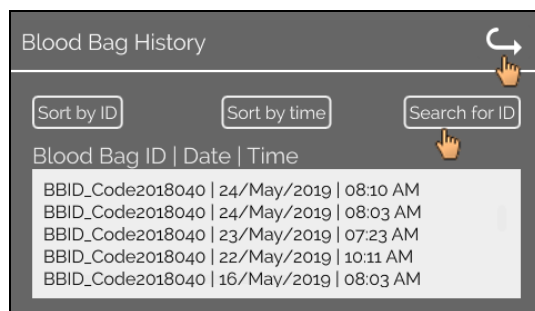 Blood Bag History
Sort by ID
Sort by time
Search for ID
Blood Bag ID | Date | Time
BBID_Code2018040 | 24/May/2019 | 08:10 AM
BBID_Code2018040 | 24/May/2019 | 08:03 AM
BBID_Code2018040 | 23/May/2019 | 07:23 AM
BBID_Code2018040 | 22/May/2019 | 10:11 AM
BBID_Code2018040 | 16/May/2019 | 08:03 AM